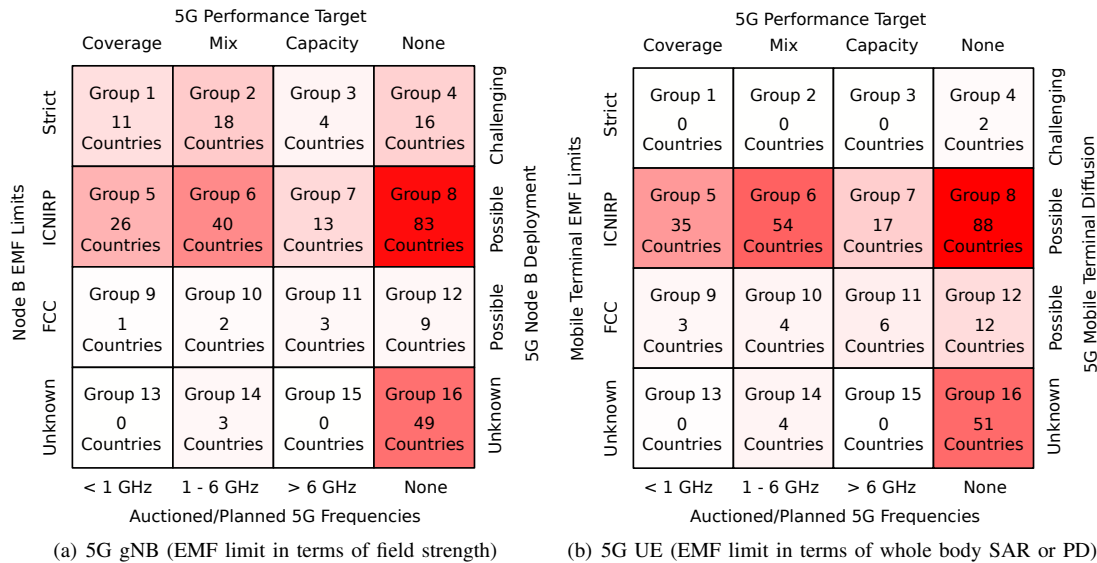 5G Performance Target
Coverage Mix Capacity None
Node B EMF Limits
Strict
Group 1 Group 2 Group 3 Group 4
11 18 4 16
Countries Countries Countries Countries
Challenging
ICNIRP
Group 5 Group 6 Group 7 Group 8
26 40 13 83
Countries Countries Countries Countries
Possible
FCC
Group 9 Group 10 Group 11 Group 12
1 2 3 9
Countries Countries Countries Countries
Possible
Unknown
Group 13 Group 14 Group 15 Group 16
0 3 0 49
Countries Countries Countries Countries
Unknown
5G Node B Deployment
< 1 GHz 1 - 6 GHz > 6 GHz None
Auctioned/Planned 5G Frequencies
(a) 5G gNB (EMF limit in terms of field strength)
5G Performance Target
Coverage Mix Capacity None
Mobile Terminal EMF Limits
Strict
Group 1 Group 2 Group 3 Group 4
0 0 0 2
Countries Countries Countries Countries
Challenging
ICNIRP
Group 5 Group 6 Group 7 Group 8
35 54 17 88
Countries Countries Countries Countries
Possible
FCC
Group 9 Group 10 Group 11 Group 12
3 4 6 12
Countries Countries Countries Countries
Possible
Unknown
Group 13 Group 14 Group 15 Group 16
0 4 0 51
Countries Countries Countries Countries
Unknown
5G Mobile Terminal Diffusion
< 1 GHz 1 - 6 GHz > 6 GHz None
Auctioned/Planned 5G Frequencies
(b) 5G UE (EMF limit in terms of whole body SAR or PD)